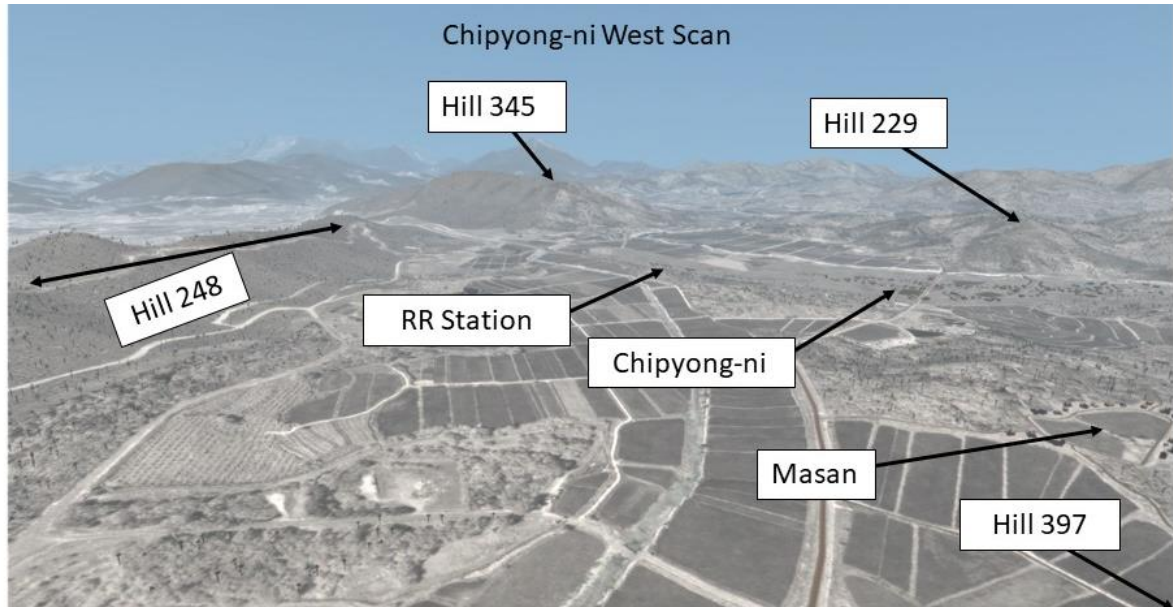 Chipyong-ni West Scan
Hill 345
Hill 229
Hill 248
RR Station
Chipyong-ni
Masan
Hill 397